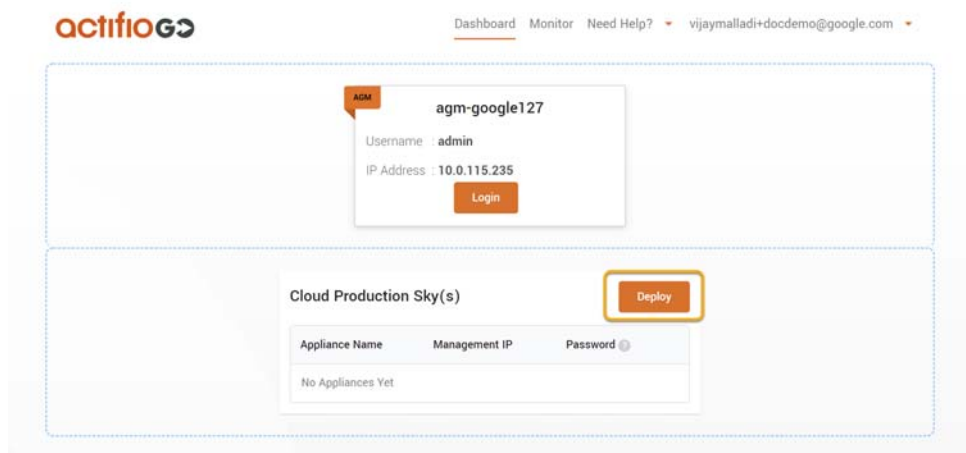 actifioGO
Dashboard Monitor Need Help? vijaymalladi+docdemo@google.com
AGM
agm-google127
Username : admin
IP Address : 10.0.115.235
Login
Cloud Production Sky(s)
Deploy
Appliance Name Management IP Password ?
No Appliances Yet